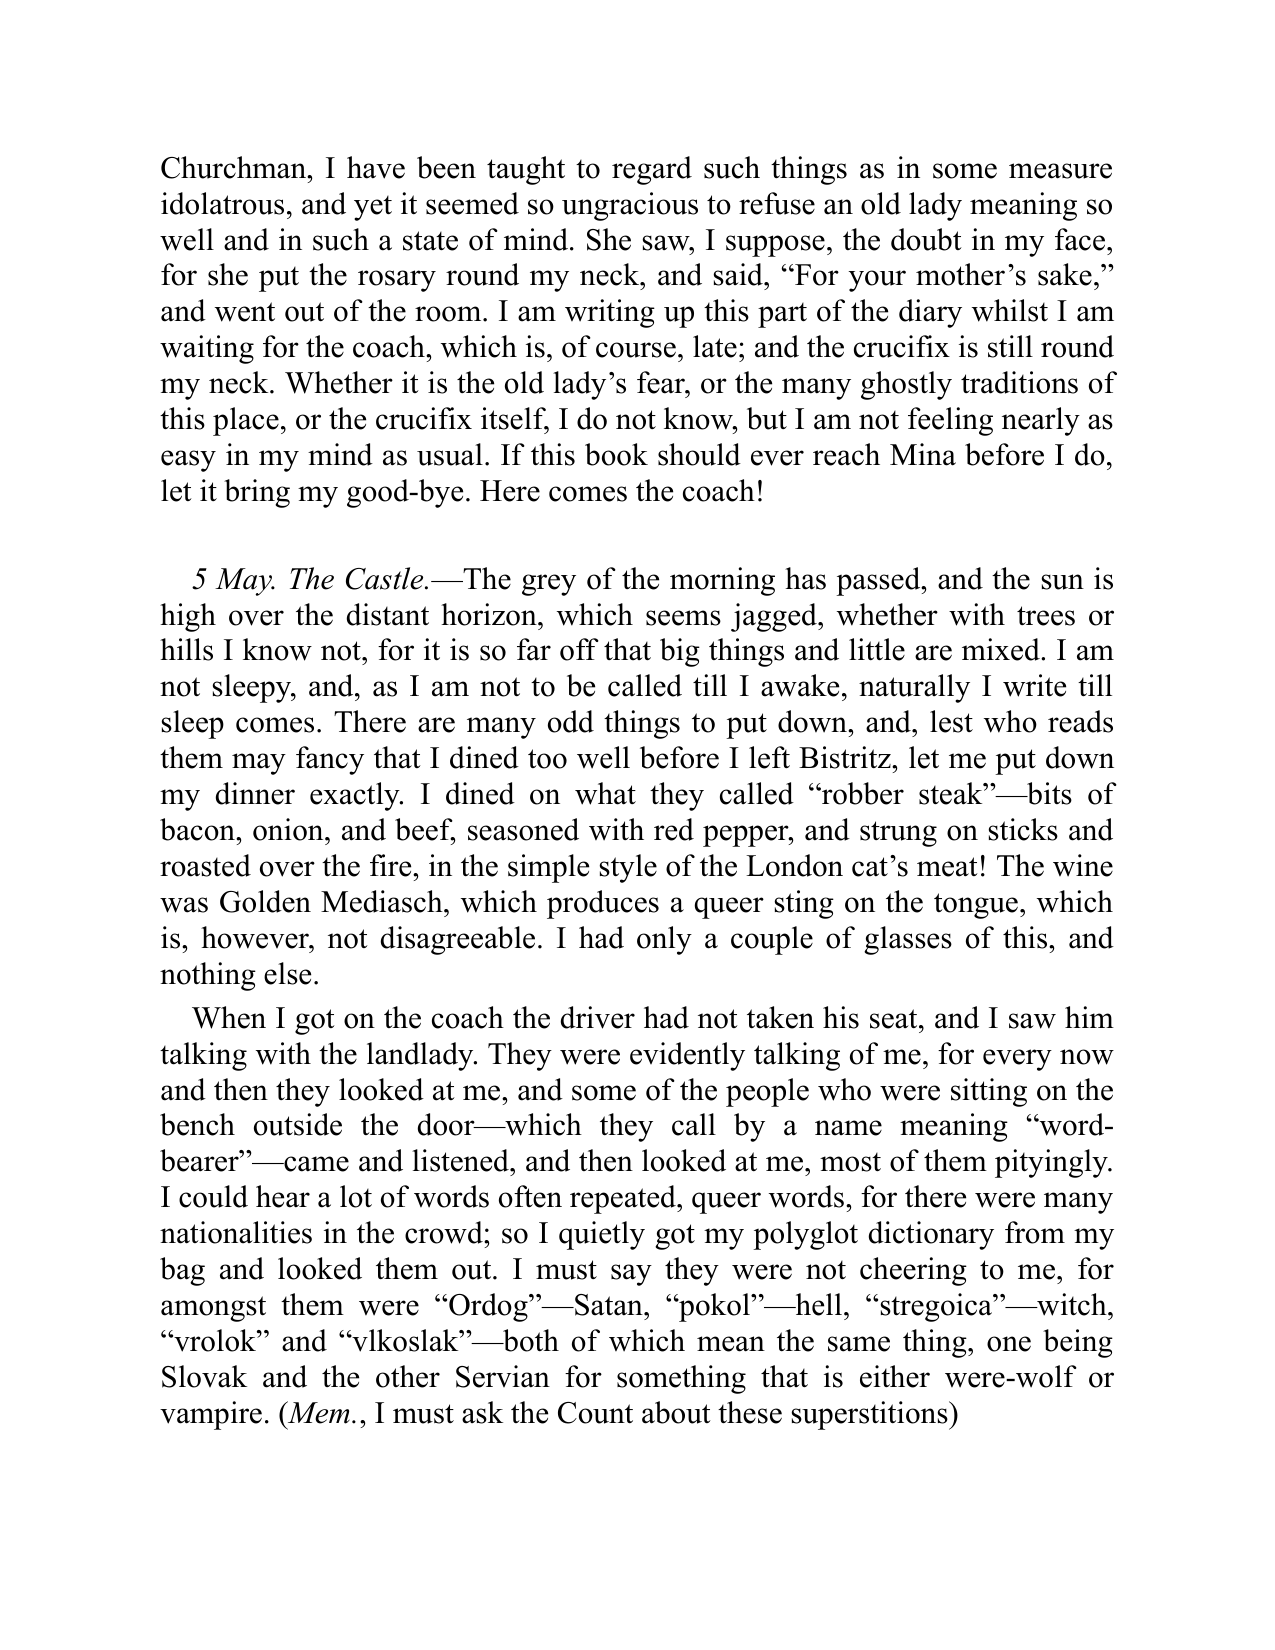 Churchman, I have been taught to regard such things as in some measure
idolatrous, and yet it seemed so ungracious to refuse an old lady meaning so
well and in such a state of mind. She saw, I suppose, the doubt in my face,
for she put the rosary round my neck, and said, “For your mother’s sake,”
and went out of the room. I am writing up this part of the diary whilst I am
waiting for the coach, which is, of course, late; and the crucifix is still round
my neck. Whether it is the old lady’s fear, or the many ghostly traditions of
this place, or the crucifix itself, I do not know, but I am not feeling nearly as
easy in my mind as usual. If this book should ever reach Mina before I do,
let it bring my good-bye. Here comes the coach!
5 May. The Castle.—The grey of the morning has passed, and the sun is
high over the distant horizon, which seems jagged, whether with trees or
hills I know not, for it is so far off that big things and little are mixed. I am
not sleepy, and, as I am not to be called till I awake, naturally I write till
sleep comes. There are many odd things to put down, and, lest who reads
them may fancy that I dined too well before I left Bistritz, let me put down
my dinner exactly. I dined on what they called “robber steak”—bits of
bacon, onion, and beef, seasoned with red pepper, and strung on sticks and
roasted over the fire, in the simple style of the London cat’s meat! The wine
was Golden Mediasch, which produces a queer sting on the tongue, which
is, however, not disagreeable. I had only a couple of glasses of this, and
nothing else.
When I got on the coach the driver had not taken his seat, and I saw him
talking with the landlady. They were evidently talking of me, for every now
and then they looked at me, and some of the people who were sitting on the
bench outside the door—which they call by a name meaning “word-
bearer”—came and listened, and then looked at me, most of them pityingly.
I could hear a lot of words often repeated, queer words, for there were many
nationalities in the crowd; so I quietly got my polyglot dictionary from my
bag and looked them out. I must say they were not cheering to me, for
amongst them were “Ordog”—Satan, “pokol”—hell, “stregoica”—witch,
“vrolok” and “vlkoslak”—both of which mean the same thing, one being
Slovak and the other Servian for something that is either were-wolf or
vampire. (Mem., I must ask the Count about these superstitions)